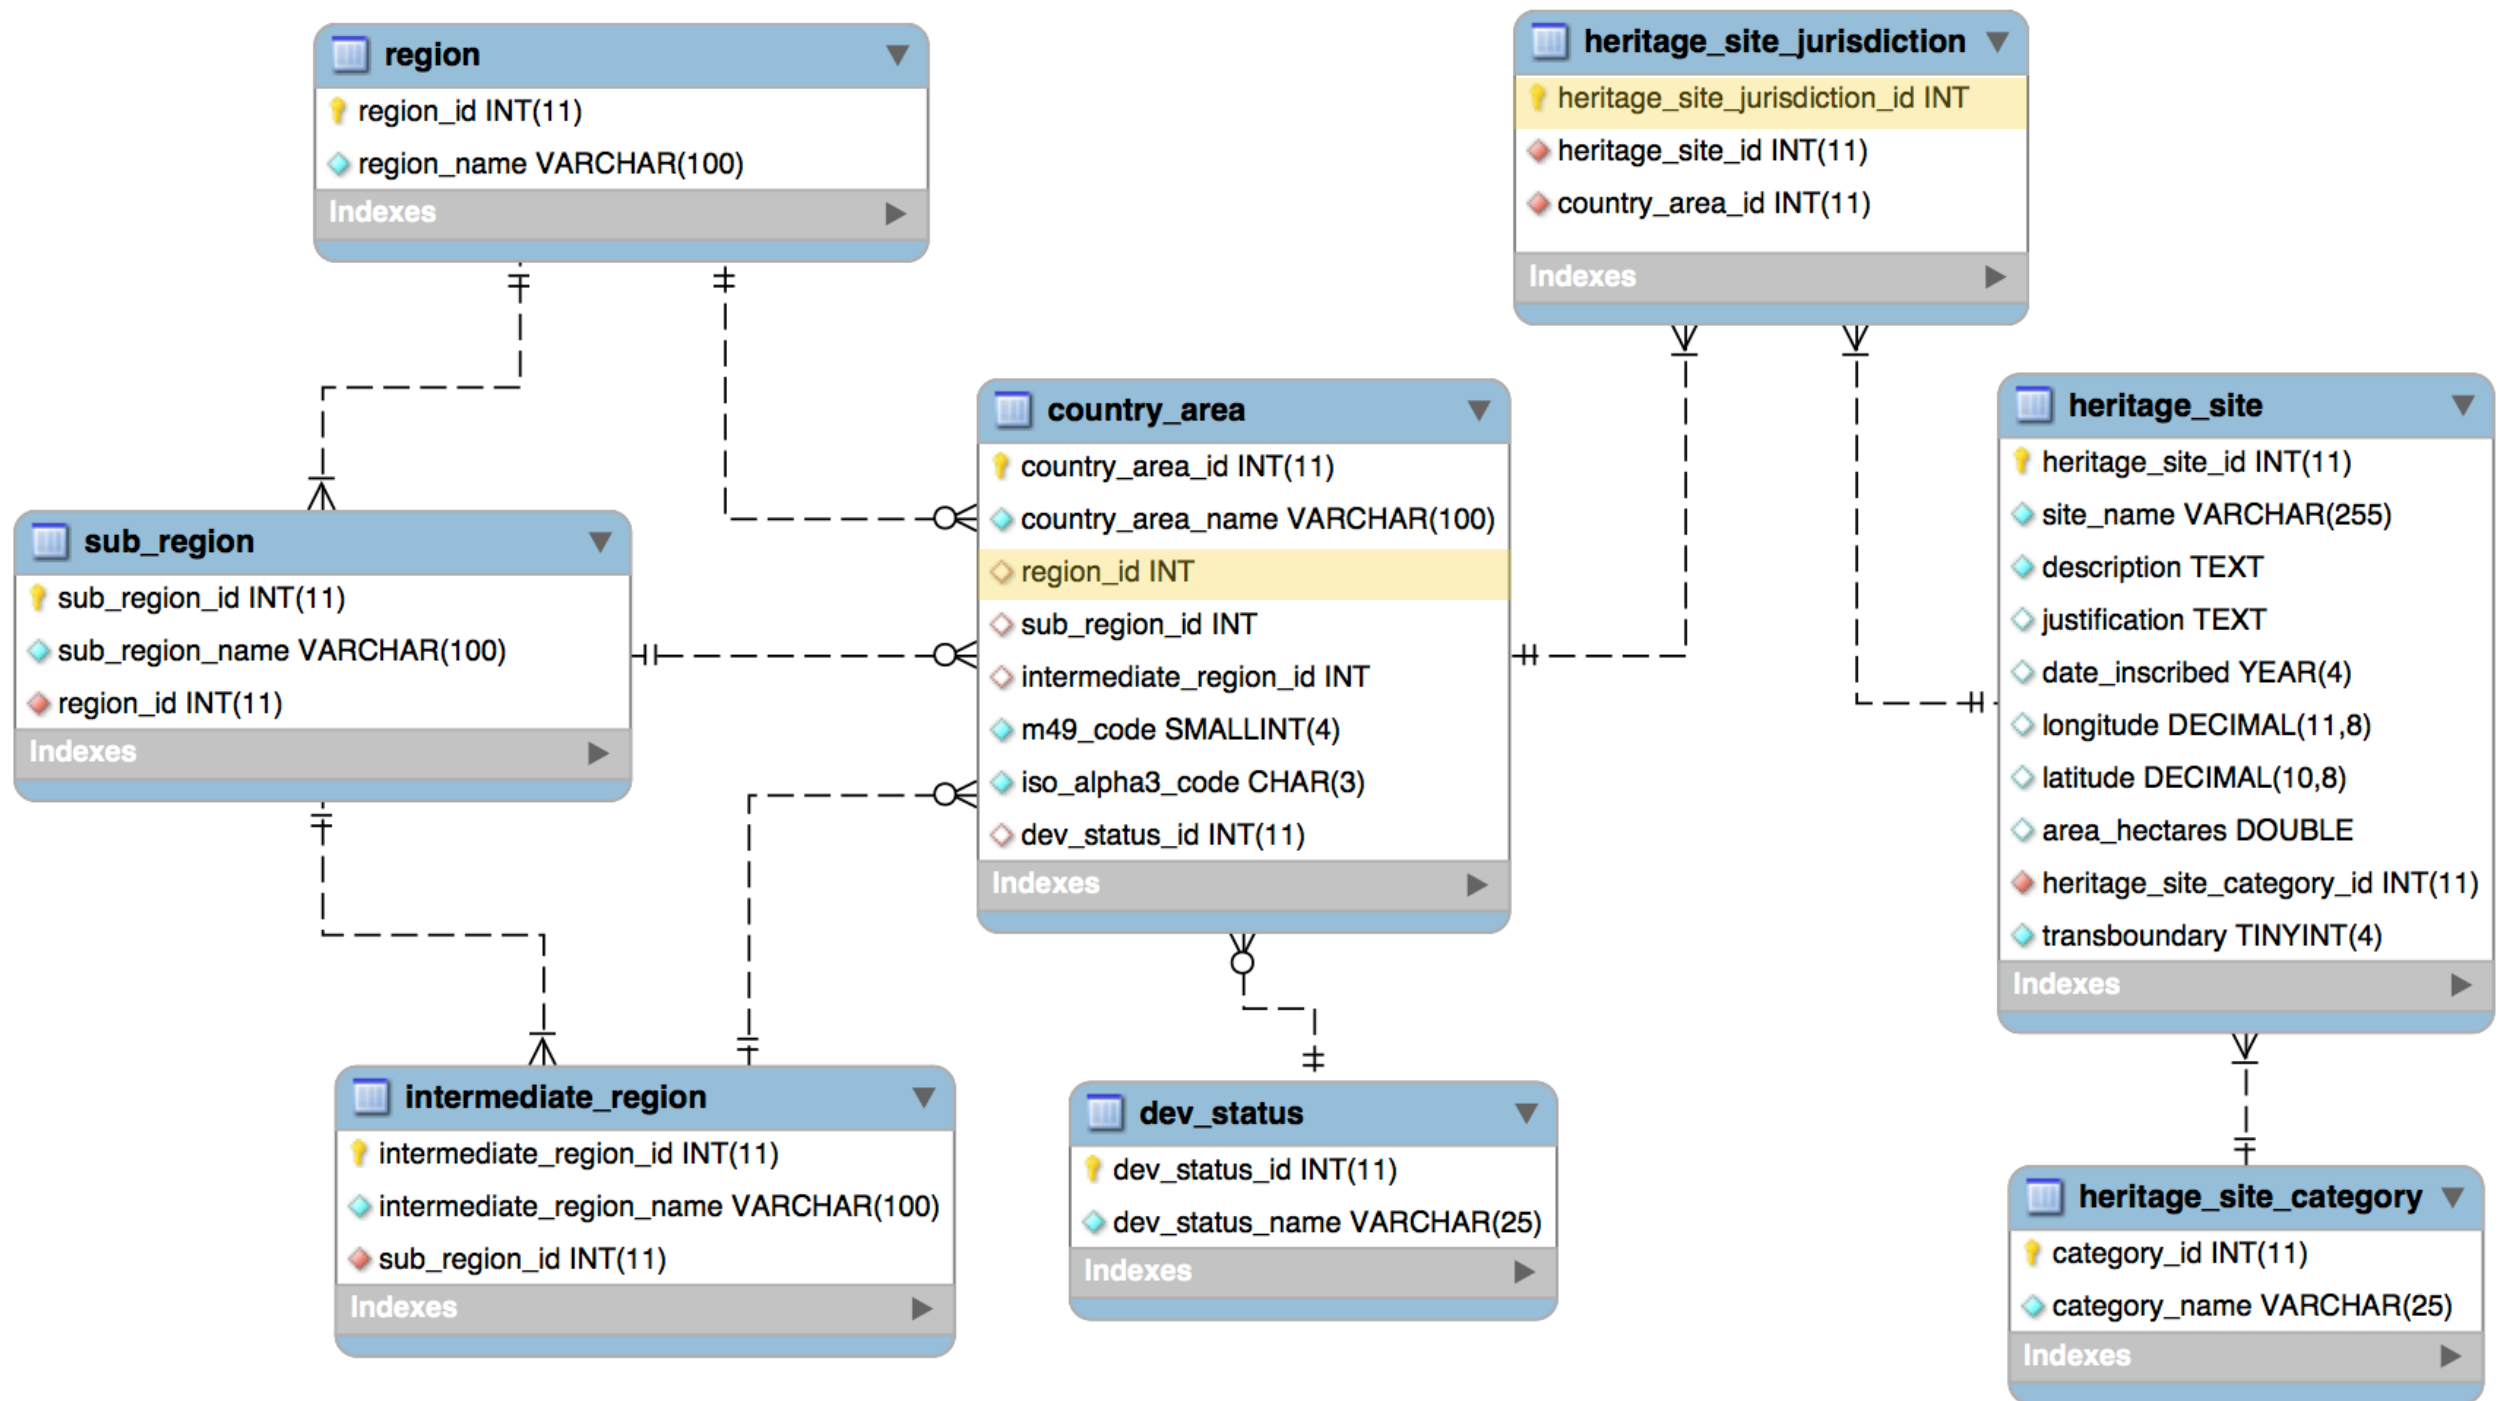 region
region_id INT(11)
region_name VARCHAR(100)
Indexes
heritage_site_jurisdiction
heritage_site_jurisdiction_id INT
heritage_site_id INT(11)
country_area_id INT(11)
Indexes
sub_region
sub_region_id INT(11)
sub_region_name VARCHAR(100)
region_id INT(11)
Indexes
country_area
country_area_id INT(11)
country_area_name VARCHAR(100)
region_id INT
sub_region_id INT
intermediate_region_id INT
m49_code SMALLINT(4)
iso_alpha3_code CHAR(3)
dev_status_id INT(11)
Indexes
heritage_site
heritage_site_id INT(11)
site_name VARCHAR(255)
description TEXT
justification TEXT
date_inscribed YEAR(4)
longitude DECIMAL(11,8)
latitude DECIMAL(10,8)
area_hectares DOUBLE
heritage_site_category_id INT(11)
transboundary TINYINT(4)
Indexes
intermediate_region
intermediate_region_id INT(11)
intermediate_region_name VARCHAR(100)
sub_region_id INT(11)
Indexes
dev_status
dev_status_id INT(11)
dev_status_name VARCHAR(25)
Indexes
heritage_site_category
category_id INT(11)
category_name VARCHAR(25)
Indexes